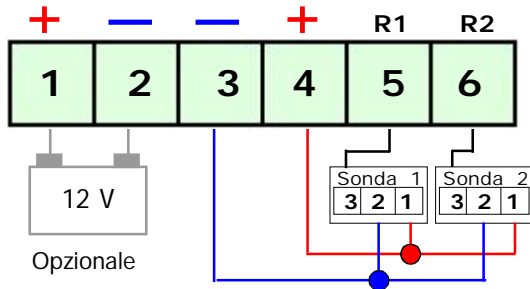 + — — + R1 R2
1 2 3 4 5 6
Sonda 1 Sonda 2
3 2 1 3 2 1
12 V
Opzionale